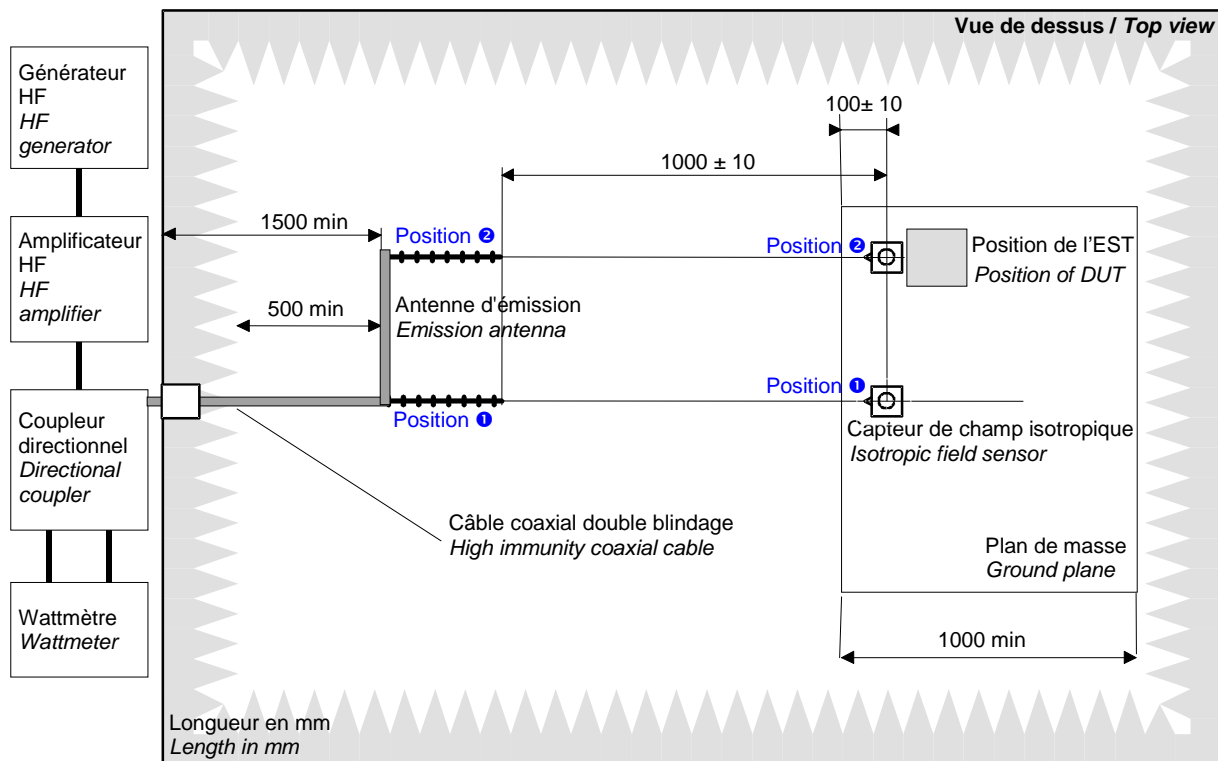 Vue de dessus / Top view
Générateur
HF
HF
generator
100± 10
1000 ± 10
1500 min
Amplificateur
HF
HF
amplifier
Position ❷
Position ❷
Position de l'EST
Position of DUT
500 min
Antenne d'émission
Emission antenna
Position ❶
Position ❶
Coupleur
directionnel
Directional
coupler
Capteur de champ isotropique
Isotropic field sensor
Câble coaxial double blindage
High immunity coaxial cable
Plan de masse
Ground plane
Wattmètre
Wattmeter
1000 min
Longueur en mm
Length in mm